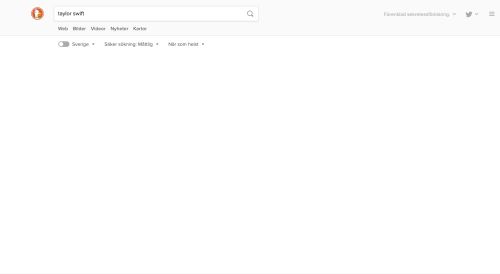 taylor swift
Förenklad sekretessförklaring
Web Bilder Videor Nyheter Kartor
Sverige Säker sökning: Måttlig När som helst